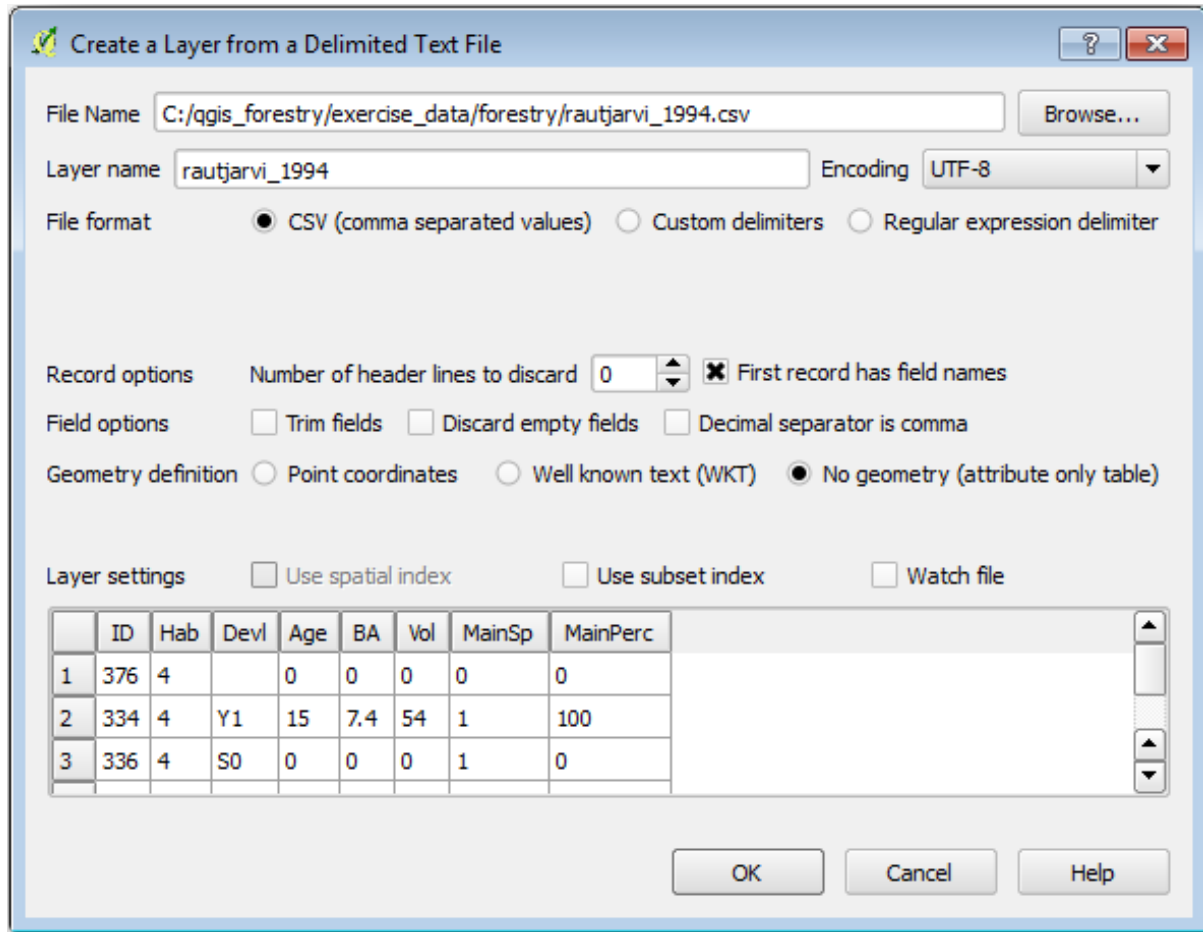 Create a Layer from a Delimited Text File
File Name C:/qgis_forestry/exercise_data/forestry/rautjarvi_1994.csv Browse...
Layer name rautjarvi_1994 Encoding UTF-8
File format CSV (comma separated values) Custom delimiters Regular expression delimiter
Record options Number of header lines to discard 0 First record has field names
Field options Trim fields Discard empty fields Decimal separator is comma
Geometry definition Point coordinates Well known text (WKT) No geometry (attribute only table)
Layer settings Use spatial index Use subset index Watch file
ID Hab Devl Age BA Vol MainSp MainPerc
1 376 4 0 0 0 0 0
2 334 4 Y1 15 7.4 54 1 100
3 336 4 S0 0 0 0 1 0
OK Cancel Help